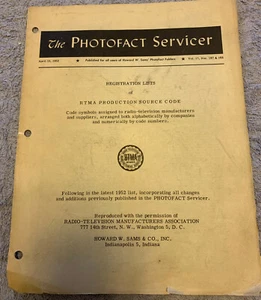 The PHOTOFACT Servicer
Published for all users of Howard W. Sams Photofact Folders
REGISTRATION LISTS
of
RTMA PRODUCTION SOURCE CODE
Code symbols assigned to radio-television manufacturers
and suppliers, arranged both alphabetically by companies
and numerically by code numbers.
RTMA
Following is the latest 1952 list, incorporating all changes
and additions previously published in the PHOTOFACT Servicer.
Reproduced with the permission of
RADIO-TELEVISION MANUFACTURERS ASSOCIATION
777 14th Street, N. W., Washington 5, D. C.
HOWARD W. SAMS & CO., INC.
Indianapolis 5, Indiana